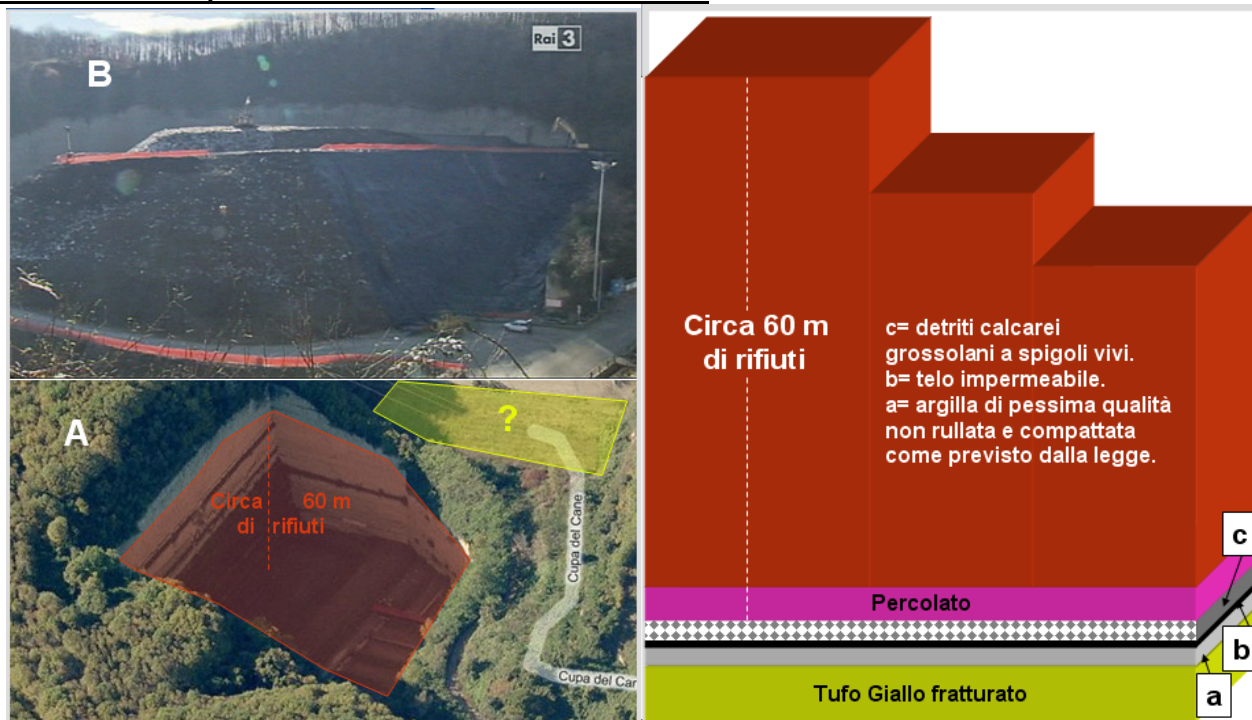 B
Rai 3
A
?
Circa 60 m
di rifiuti
Cupa del Cane
Cupa del Car
Circa 60 m
di rifiuti
c= detriti calcarei
grossolani a spigoli vivi.
b= telo impermeabile.
a= argilla di pessima qualità
non rullata e compattata
come previsto dalla legge.
c
Percolato
b
Tufo Giallo fratturato
a